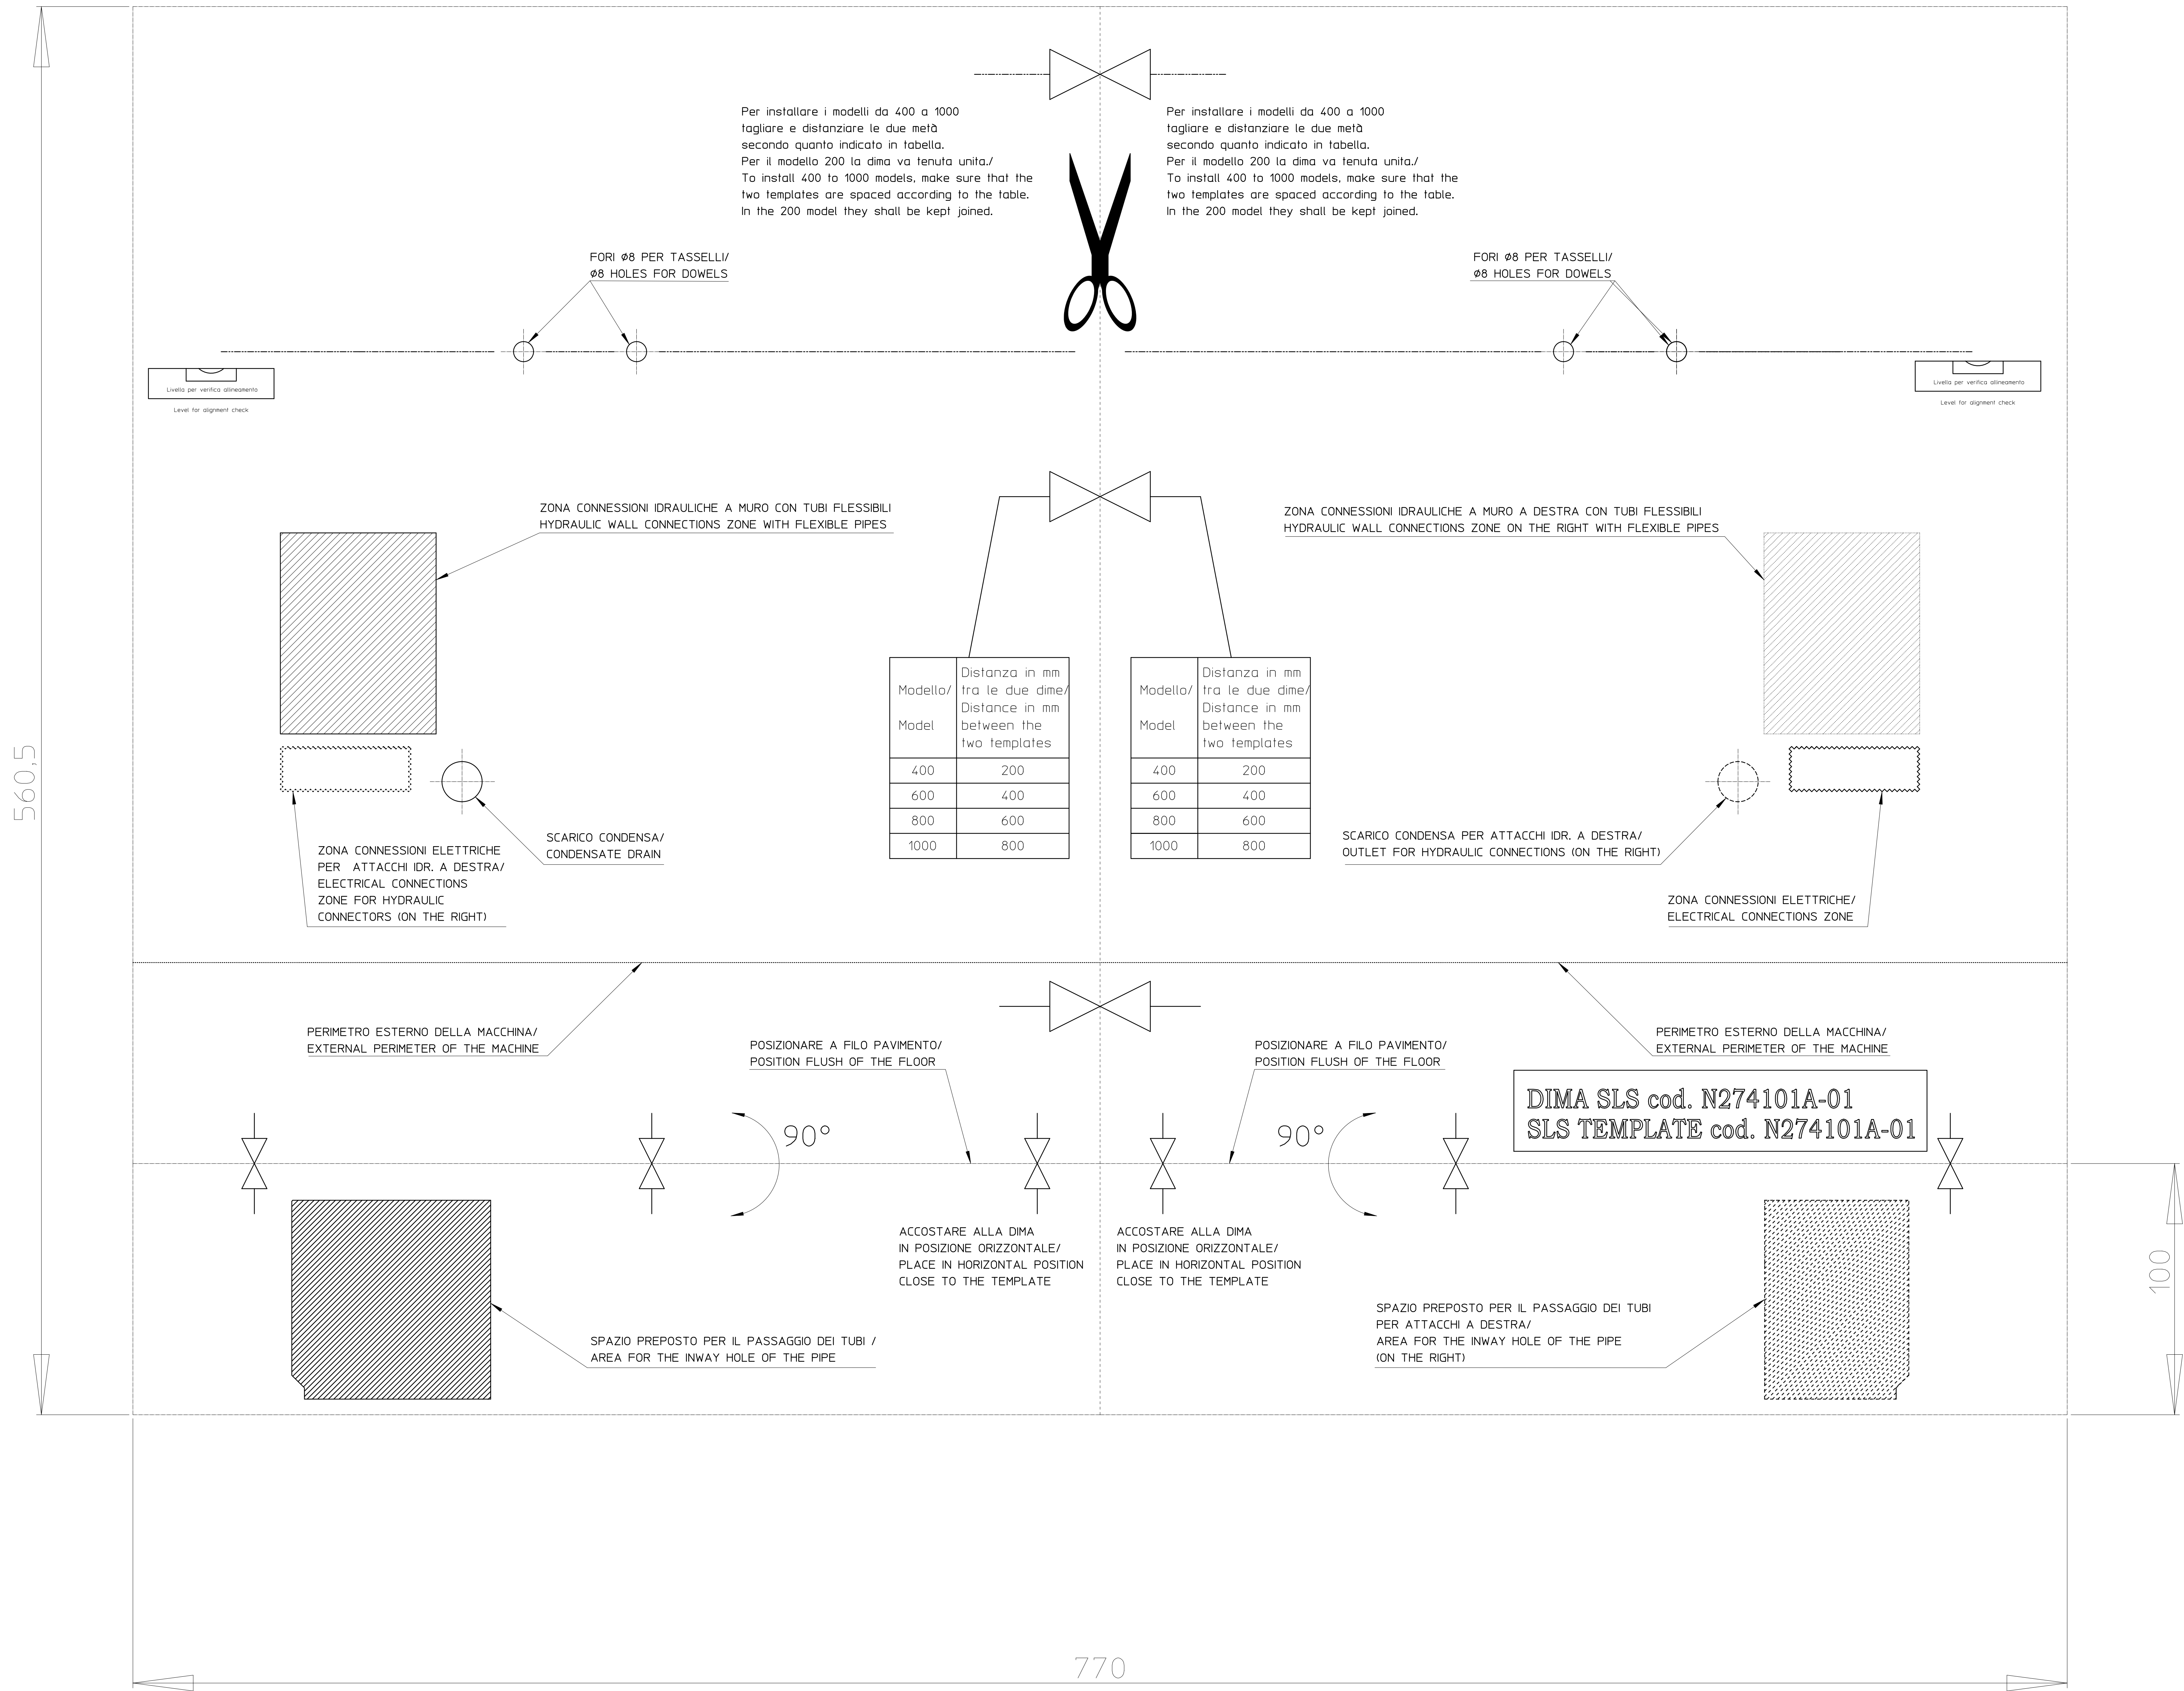 Per installare i modelli da 400 a 1000
tagliare e distanziare le due metà
secondo quanto indicato in tabella.
Per il modello 200 la dima va tenuta unita./
To install 400 to 1000 models, make sure that the
two templates are spaced according to the table.
In the 200 model they shall be kept joined.
Per installare i modelli da 400 a 1000
tagliare e distanziare le due metà
secondo quanto indicato in tabella.
Per il modello 200 la dima va tenuta unita./
To install 400 to 1000 models, make sure that the
two templates are spaced according to the table.
In the 200 model they shall be kept joined.
FORI Ø8 PER TASSELLI/
Ø8 HOLES FOR DOWELS
FORI Ø8 PER TASSELLI/
Ø8 HOLES FOR DOWELS
Livella per verifica allineamento
Level for alignment check
Livella per verifica allineamento
Level for alignment check
ZONA CONNESSIONI IDRAULICHE A MURO CON TUBI FLESSIBILI
HYDRAULIC WALL CONNECTIONS ZONE WITH FLEXIBLE PIPES
ZONA CONNESSIONI IDRAULICHE A MURO A DESTRA CON TUBI FLESSIBILI
HYDRAULIC WALL CONNECTIONS ZONE ON THE RIGHT WITH FLEXIBLE PIPES
Modello/
Model
Distanza in mm
tra le due dime/
Distance in mm
between the
two templates
400 200
600 400
800 600
1000 800
Modello/
Model
Distanza in mm
tra le due dime/
Distance in mm
between the
two templates
400 200
600 400
800 600
1000 800
560,5
ZONA CONNESSIONI ELETTRICHE
PER ATTACCHI IDR. A DESTRA/
ELECTRICAL CONNECTIONS
ZONE FOR HYDRAULIC
CONNECTORS (ON THE RIGHT)
SCARICO CONDENSA/
CONDENSATE DRAIN
SCARICO CONDENSA PER ATTACCHI IDR. A DESTRA/
OUTLET FOR HYDRAULIC CONNECTIONS (ON THE RIGHT)
ZONA CONNESSIONI ELETTRICHE/
ELECTRICAL CONNECTIONS ZONE
PERIMETRO ESTERNO DELLA MACCHINA/
EXTERNAL PERIMETER OF THE MACHINE
POSIZIONARE A FILO PAVIMENTO/
POSITION FLUSH OF THE FLOOR
POSIZIONARE A FILO PAVIMENTO/
POSITION FLUSH OF THE FLOOR
PERIMETRO ESTERNO DELLA MACCHINA/
EXTERNAL PERIMETER OF THE MACHINE
DIMA SLS cod. N274101A-01
SLS TEMPLATE cod. N274101A-01
90°
90°
ACCOSTARE ALLA DIMA
IN POSIZIONE ORIZZONTALE/
PLACE IN HORIZONTAL POSITION
CLOSE TO THE TEMPLATE
ACCOSTARE ALLA DIMA
IN POSIZIONE ORIZZONTALE/
PLACE IN HORIZONTAL POSITION
CLOSE TO THE TEMPLATE
100
SPAZIO PREPOSTO PER IL PASSAGGIO DEI TUBI /
AREA FOR THE INWAY HOLE OF THE PIPE
SPAZIO PREPOSTO PER IL PASSAGGIO DEI TUBI
PER ATTACCHI A DESTRA/
AREA FOR THE INWAY HOLE OF THE PIPE
(ON THE RIGHT)
770